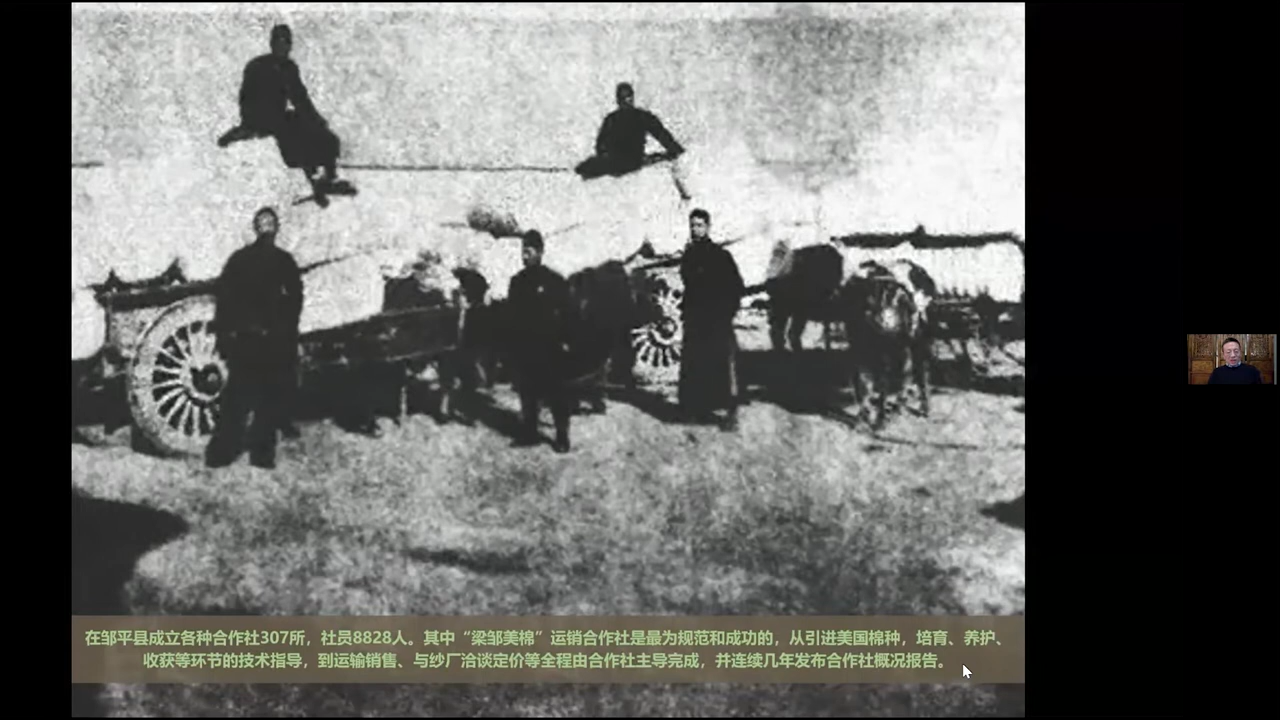 在邹平县成立各种合作社307所，社员8828人。其中“梁邹美棉”运销合作社是最为规范和成功的，从引进美国棉种，培育、养护、
收获等环节的技术指导，到运输销售、与纱厂洽谈定价等全程由合作社主导完成，并连续几年发布合作社概况报告。